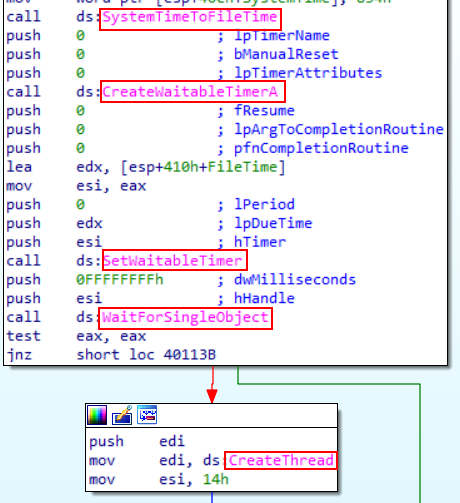 call ds:SystemTimeToFileTime
push 0 ; lpTimerName
push 0 ; bManualReset
push 0 ; lpTimerAttributes
call ds:CreateWaitableTimerA
push 0 ; fResume
push 0 ; lpArgToCompletionRoutine
push 0 ; pfnCompletionRoutine
lea edx, [esp+410h+FileTime]
mov esi, eax
push 0 ; lPeriod
push edx ; lpDueTime
push esi ; hTimer
call ds:SetWaitableTimer
push 0FFFFFFFFh ; dwMilliseconds
push esi ; hHandle
call ds:WaitForSingleObject
test eax, eax
jnz short loc_40113B
push edi
mov edi, ds:CreateThread
mov esi, 14h